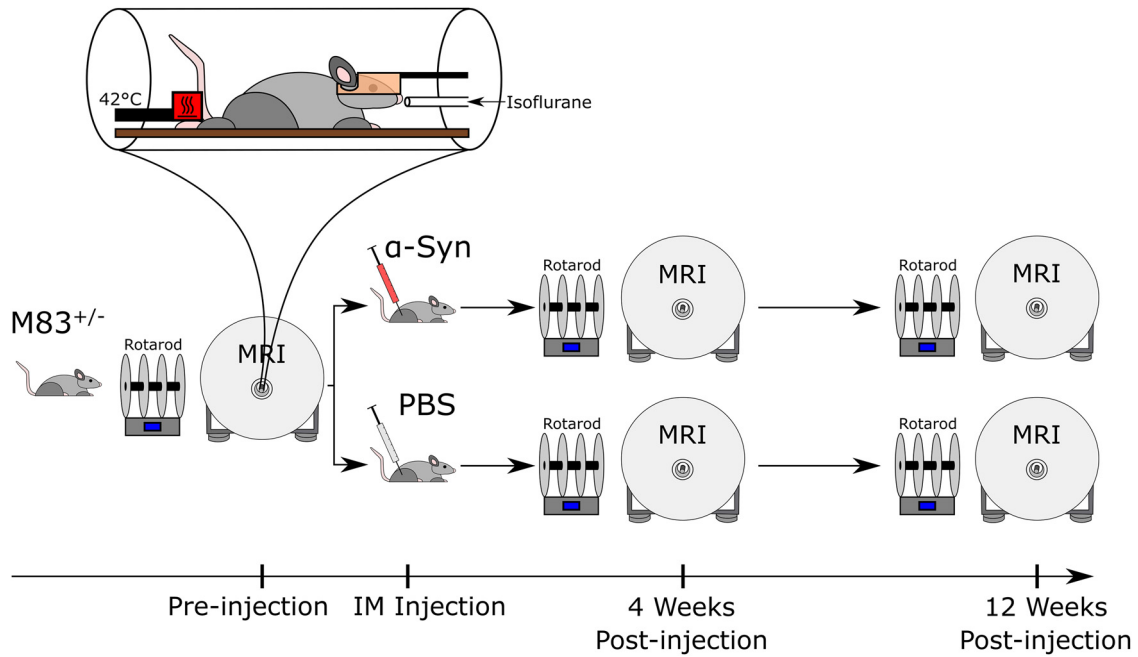 42°C
Isoflurane
α-Syn
Rotarod
MRI
Rotarod
MRI
M83+/-
Rotarod
MRI
PBS
Rotarod
MRI
Rotarod
MRI
Pre-injection
IM Injection
4 Weeks
Post-injection
12 Weeks
Post-injection